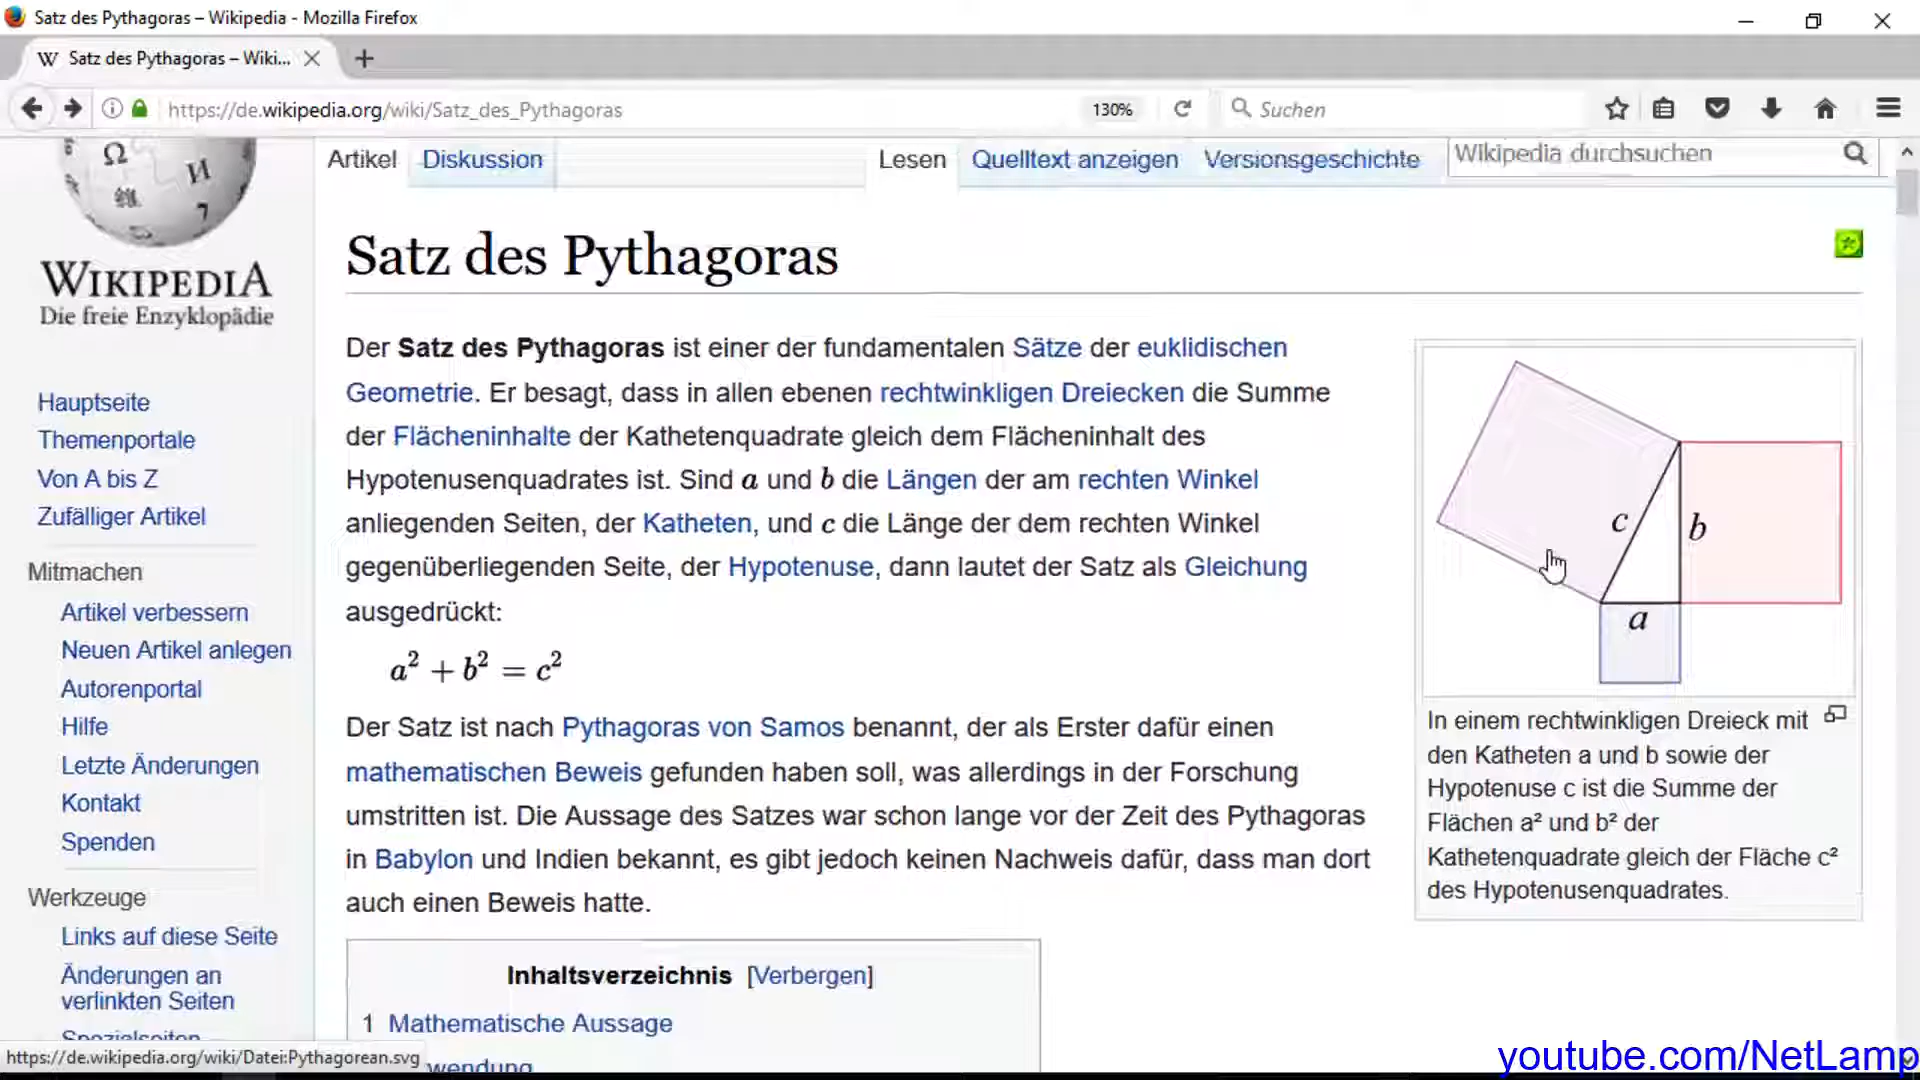 Satz des Pythagoras – Wikipedia - Mozilla Firefox
W Satz des Pythagoras – Wiki...
https://de.wikipedia.org/wiki/Satz_des_Pythagoras 130% Suchen
Artikel Diskussion Lesen Quelltext anzeigen Versionsgeschichte Wikipedia durchsuchen
Ω И
7
WIKIPEDIA
Die freie Enzyklopädie
Hauptseite
Themenportale
Von A bis Z
Zufälliger Artikel
Mitmachen
Artikel verbessern
Neuen Artikel anlegen
Autorenportal
Hilfe
Letzte Änderungen
Kontakt
Spenden
Werkzeuge
Links auf diese Seite
Änderungen an
verlinkten Seiten
Spezialseiten
Satz des Pythagoras
Der Satz des Pythagoras ist einer der fundamentalen Sätze der euklidischen
Geometrie. Er besagt, dass in allen ebenen rechtwinkligen Dreiecken die Summe
der Flächeninhalte der Kathetenquadrate gleich dem Flächeninhalt des
Hypotenusenquadrates ist. Sind a und b die Längen der am rechten Winkel
anliegenden Seiten, der Katheten, und c die Länge der dem rechten Winkel
gegenüberliegenden Seite, der Hypotenuse, dann lautet der Satz als Gleichung
ausgedrückt:
a² + b² = c²
Der Satz ist nach Pythagoras von Samos benannt, der als Erster dafür einen
mathematischen Beweis gefunden haben soll, was allerdings in der Forschung
umstritten ist. Die Aussage des Satzes war schon lange vor der Zeit des Pythagoras
in Babylon und Indien bekannt, es gibt jedoch keinen Nachweis dafür, dass man dort
auch einen Beweis hatte.
Inhaltsverzeichnis [Verbergen]
1 Mathematische Aussage
wendung
c b
a
In einem rechtwinkligen Dreieck mit
den Katheten a und b sowie der
Hypotenuse c ist die Summe der
Flächen a² und b² der
Kathetenquadrate gleich der Fläche c²
des Hypotenusenquadrates.
https://de.wikipedia.org/wiki/Datei:Pythagorean.svg
youtube.com/NetLamp